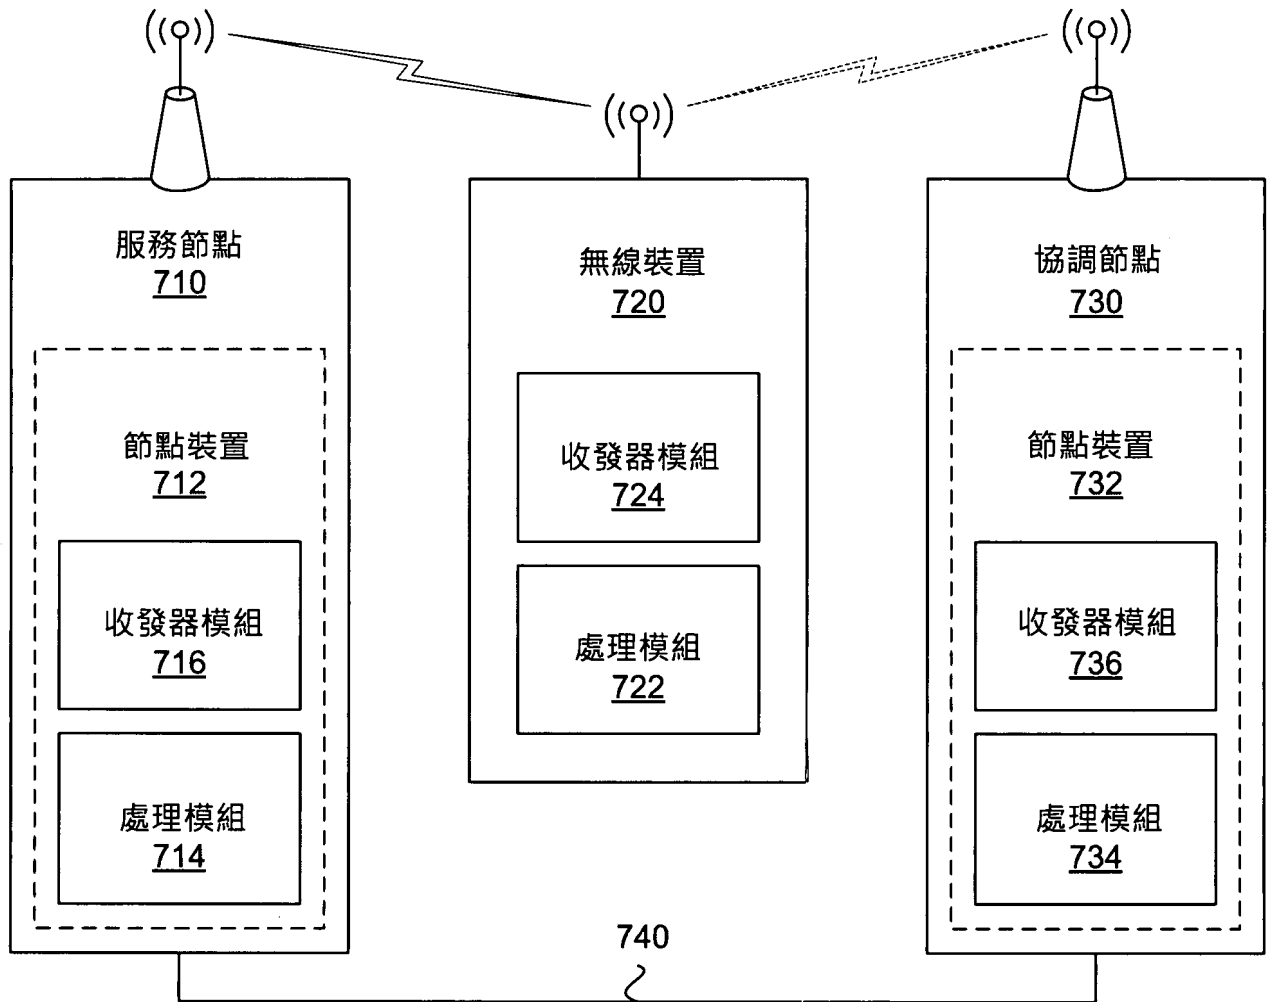 服務節點
710
節點裝置
712
收發器模組
716
處理模組
714
無線裝置
720
收發器模組
724
處理模組
722
協調節點
730
節點裝置
732
收發器模組
736
處理模組
734
740